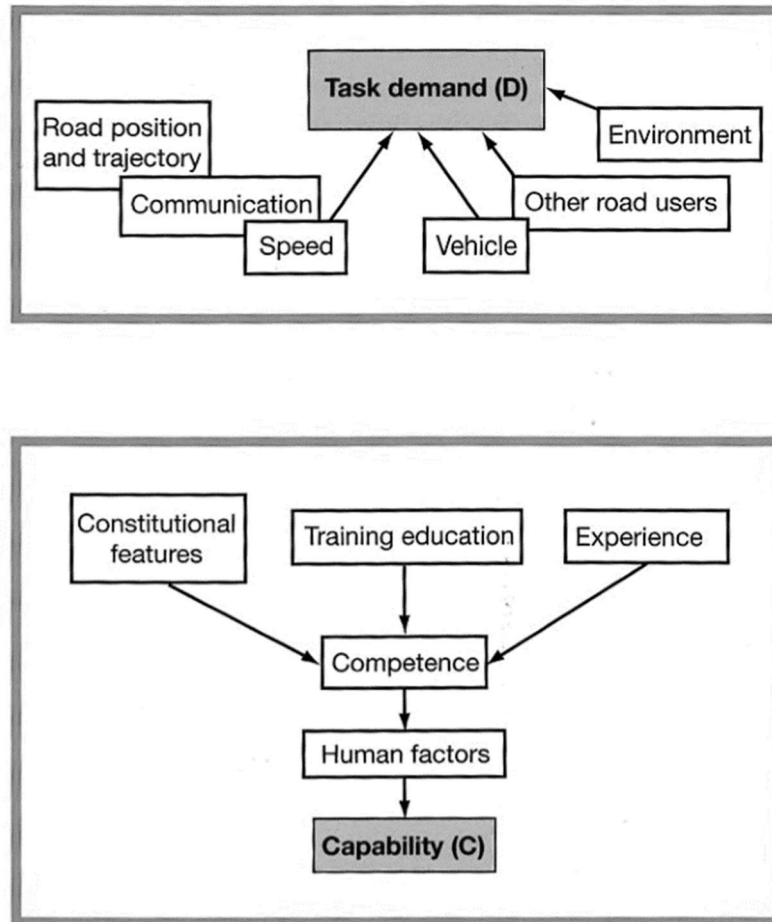 Task demand (D)
Road position
and trajectory
Environment
Communication
Other road users
Speed
Vehicle
Constitutional
features
Training education
Experience
Competence
Human factors
Capability (C)